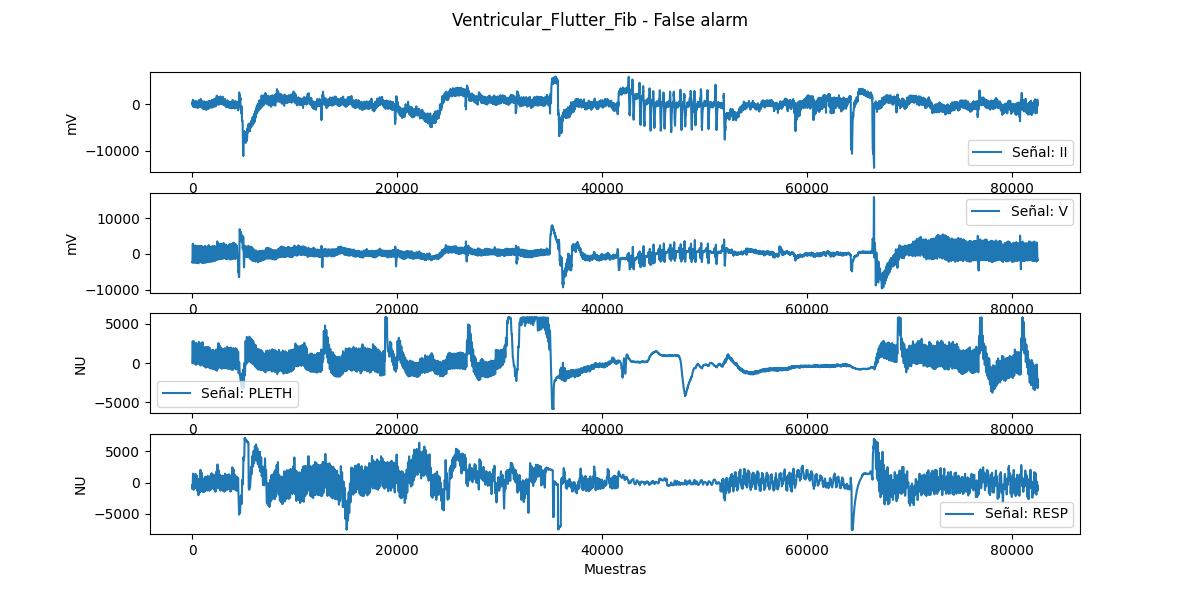 Ventricular_Flutter_Fib - False alarm
0
−10000
mV
Señal: II
0 20000 40000 60000 80000
10000
0
−10000
mV
Señal: V
0 20000 40000 60000 80000
5000
0
−5000
NU
Señal: PLETH
0 20000 40000 60000 80000
5000
0
−5000
NU
Señal: RESP
0 20000 40000 60000 80000
Muestras